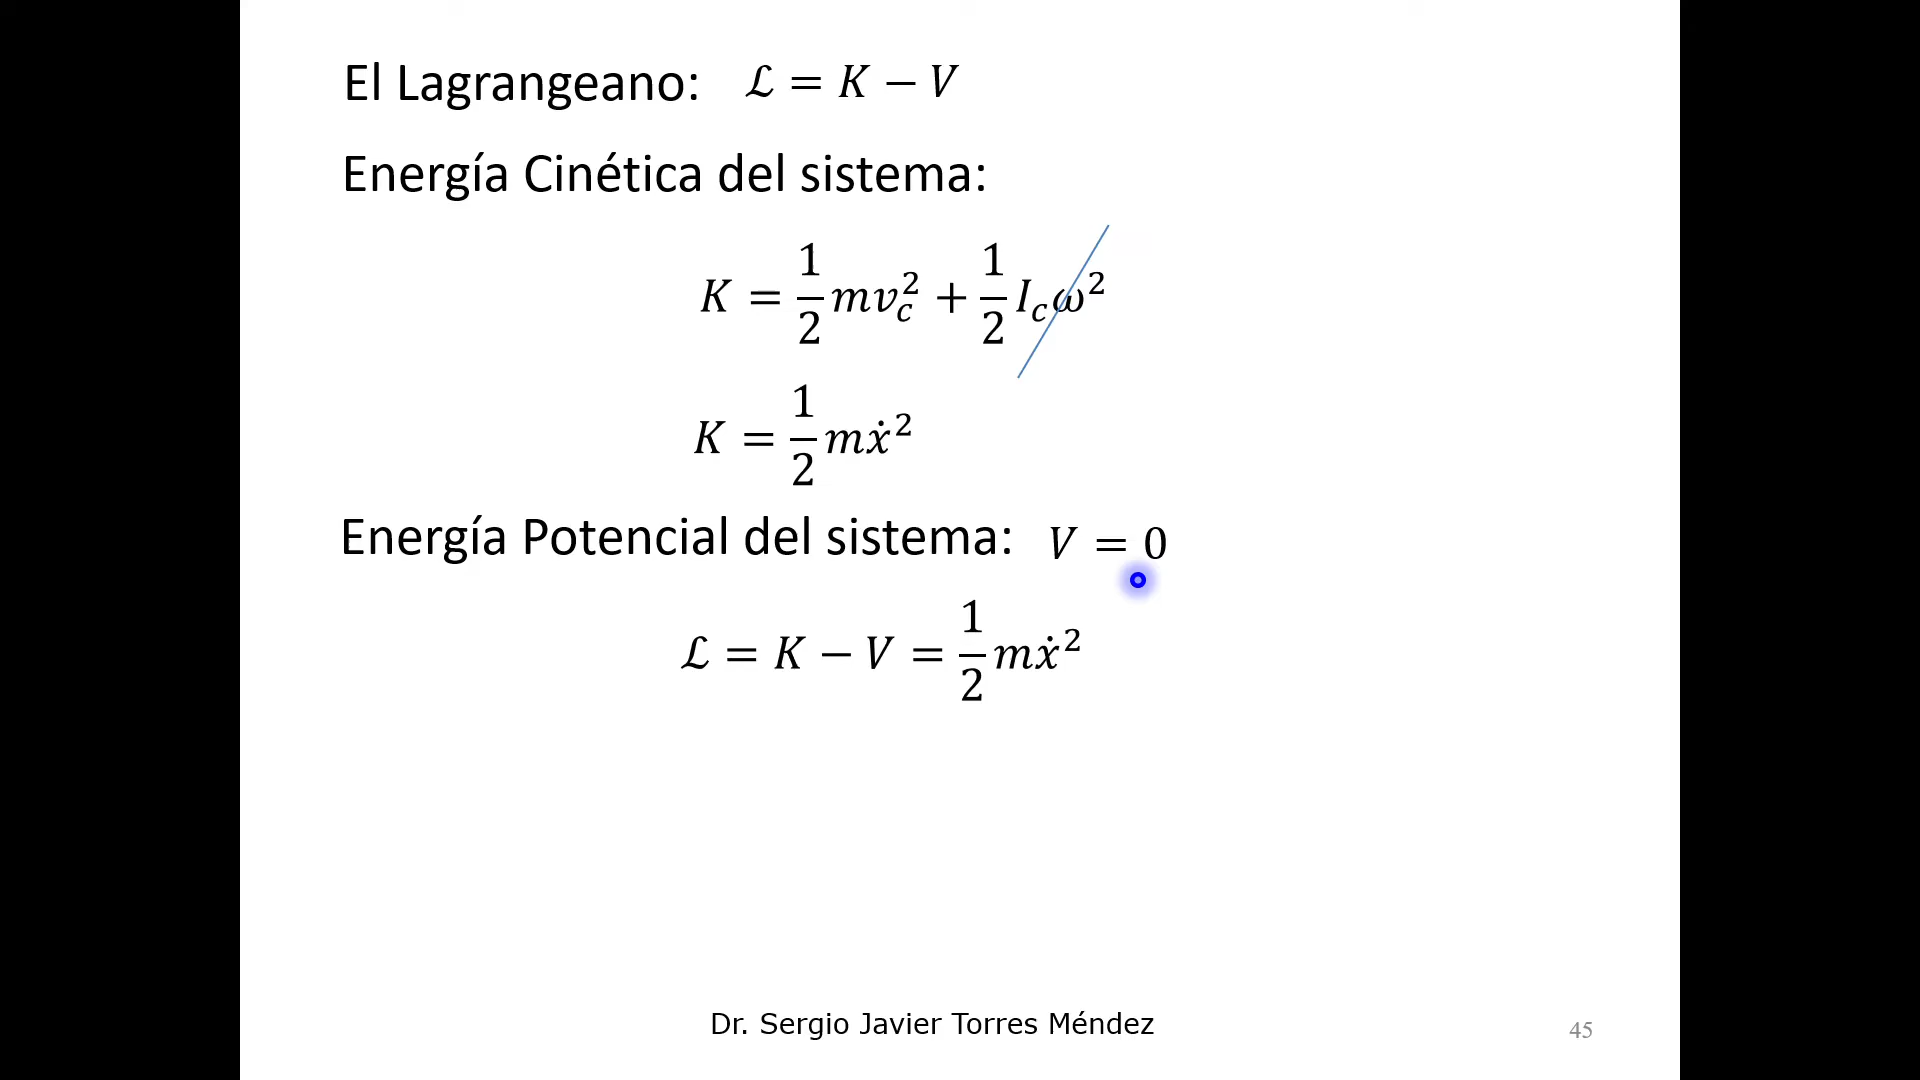 El Lagrangeano: ℒ = K − V
Energía Cinética del sistema:
K = 1/2 mv_c^2 + 1/2 I_c ω^2
K = 1/2 mẋ^2
Energía Potencial del sistema: V = 0
ℒ = K − V = 1/2 mẋ^2
Dr. Sergio Javier Torres Méndez
45